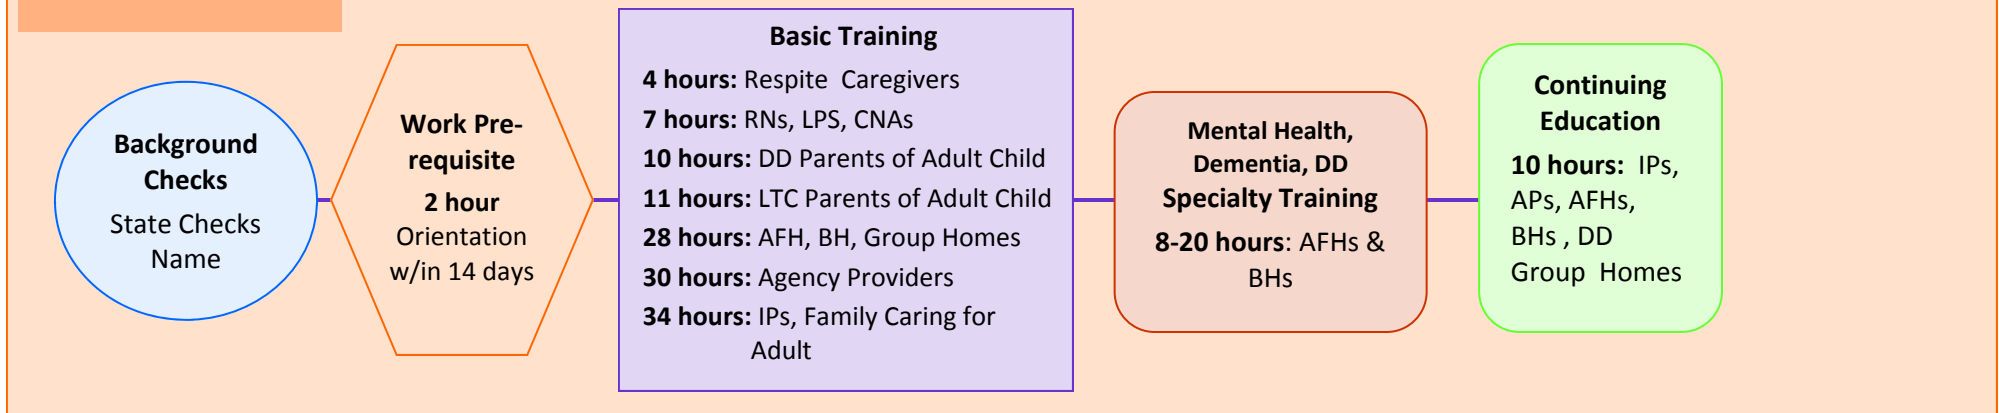 Background
Checks
State Checks
Name
Work Pre-
requisite
2 hour
Orientation
w/in 14 days
Basic Training
4 hours: Respite Caregivers
7 hours: RNs, LPS, CNAs
10 hours: DD Parents of Adult Child
11 hours: LTC Parents of Adult Child
28 hours: AFH, BH, Group Homes
30 hours: Agency Providers
34 hours: IPs, Family Caring for
Adult
Mental Health,
Dementia, DD
Specialty Training
8-20 hours: AFHs &
BHs
Continuing
Education
10 hours: IPs,
APs, AFHs,
BHs , DD
Group Homes